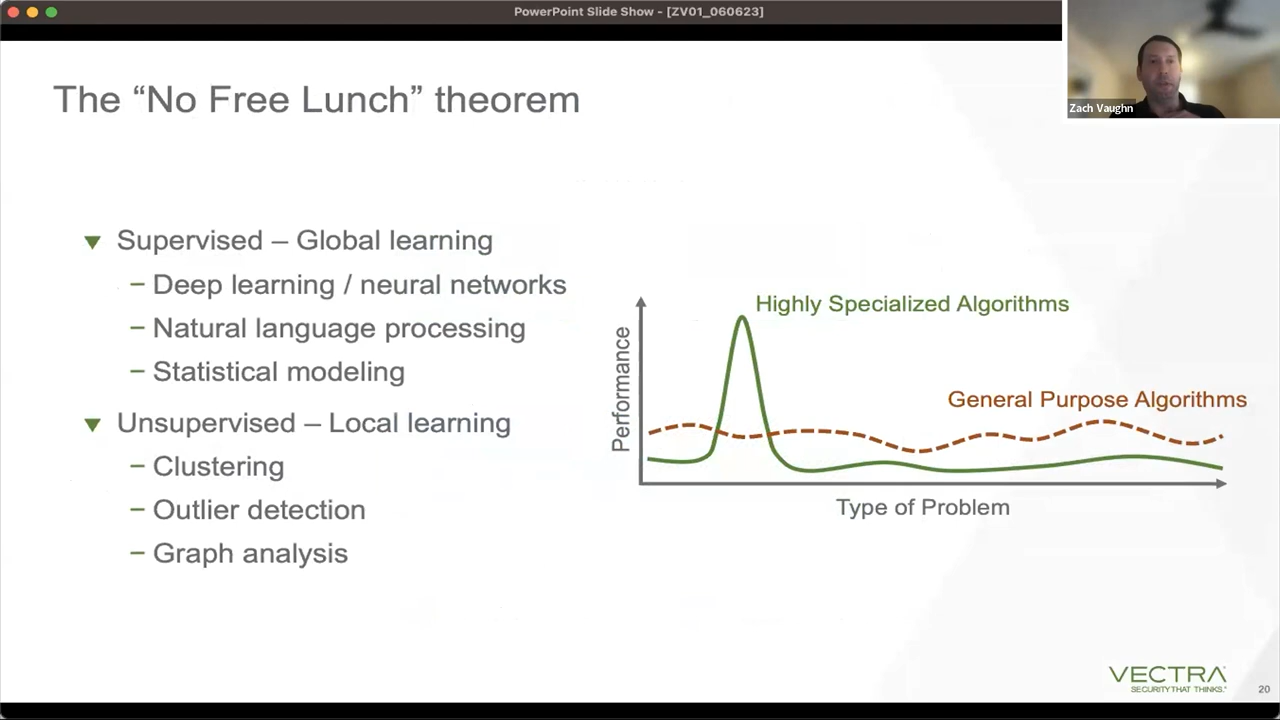 PowerPoint Slide Show - [ZV01_060623]
Zach Vaughn
The “No Free Lunch” theorem
Supervised – Global learning
– Deep learning / neural networks
– Natural language processing
– Statistical modeling
Unsupervised – Local learning
– Clustering
– Outlier detection
– Graph analysis
Highly Specialized Algorithms
General Purpose Algorithms
Performance
Type of Problem
VECTRA
SECURITY THAT THINKS.
20